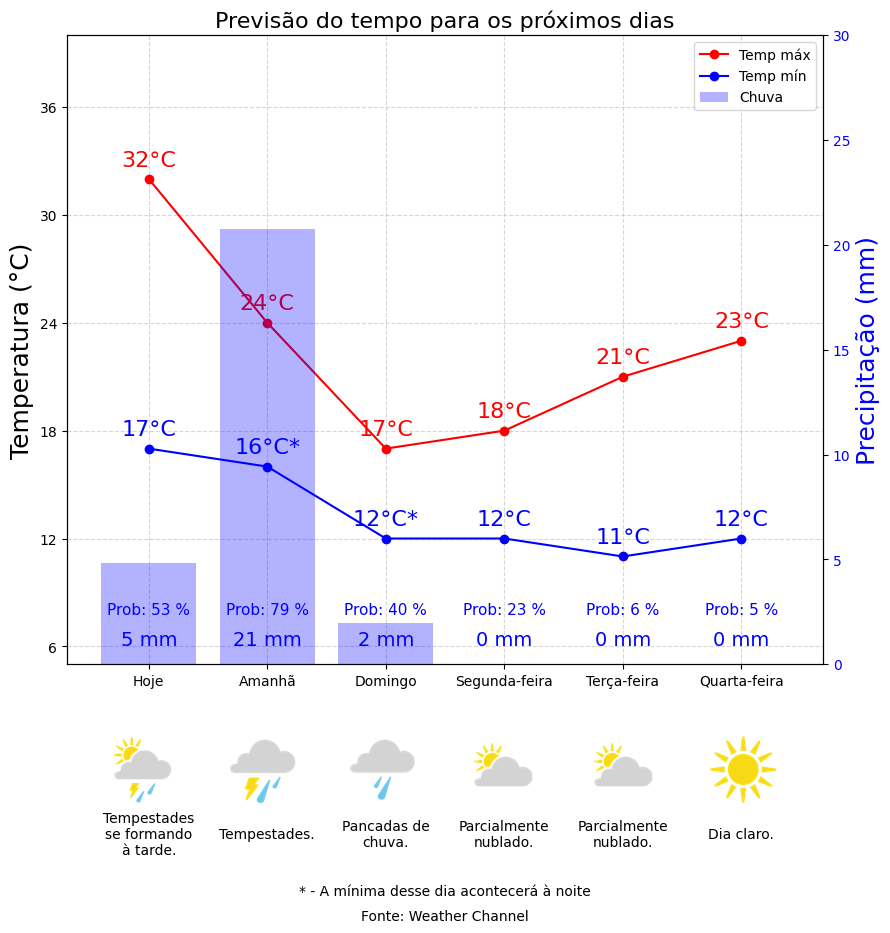 Previsão do tempo para os próximos dias
Temp máx
Temp mín
Chuva
Temperatura (°C)
Precipitação (mm)
36
30
24
18
12
6
30
25
20
15
10
5
0
32°C
24°C
17°C
18°C
21°C
23°C
17°C
16°C*
12°C*
12°C
11°C
12°C
Prob: 53 %
Prob: 79 %
Prob: 40 %
Prob: 23 %
Prob: 6 %
Prob: 5 %
5 mm
21 mm
2 mm
0 mm
0 mm
0 mm
Hoje
Amanhã
Domingo
Segunda-feira
Terça-feira
Quarta-feira
Tempestades
se formando
à tarde.
Tempestades.
Pancadas de
chuva.
Parcialmente
nublado.
Parcialmente
nublado.
Dia claro.
* - A mínima desse dia acontecerá à noite
Fonte: Weather Channel